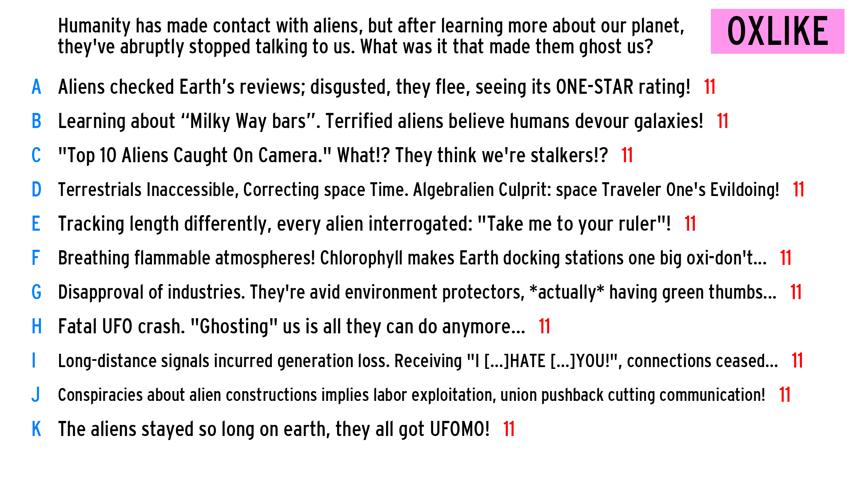 Humanity has made contact with aliens, but after learning more about our planet,
they've abruptly stopped talking to us. What was it that made them ghost us?
OXLIKE
A Aliens checked Earth's reviews; disgusted, they flee, seeing its ONE-STAR rating! 11
B Learning about “Milky Way bars”. Terrified aliens believe humans devour galaxies! 11
C "Top 10 Aliens Caught On Camera." What!? They think we're stalkers!? 11
D Terrestrials Inaccessible, Correcting space Time. Algebralien Culprit: space Traveler One's Evildoing! 11
E Tracking length differently, every alien interrogated: "Take me to your ruler"! 11
F Breathing flammable atmospheres! Chlorophyll makes Earth docking stations one big oxi-don't... 11
G Disapproval of industries. They're avid environment protectors, *actually* having green thumbs... 11
H Fatal UFO crash. "Ghosting" us is all they can do anymore... 11
I Long-distance signals incurred generation loss. Receiving "I [...]HATE [...]YOU!", connections ceased... 11
J Conspiracies about alien constructions implies labor exploitation, union pushback cutting communication! 11
K The aliens stayed so long on earth, they all got UFOMO! 11